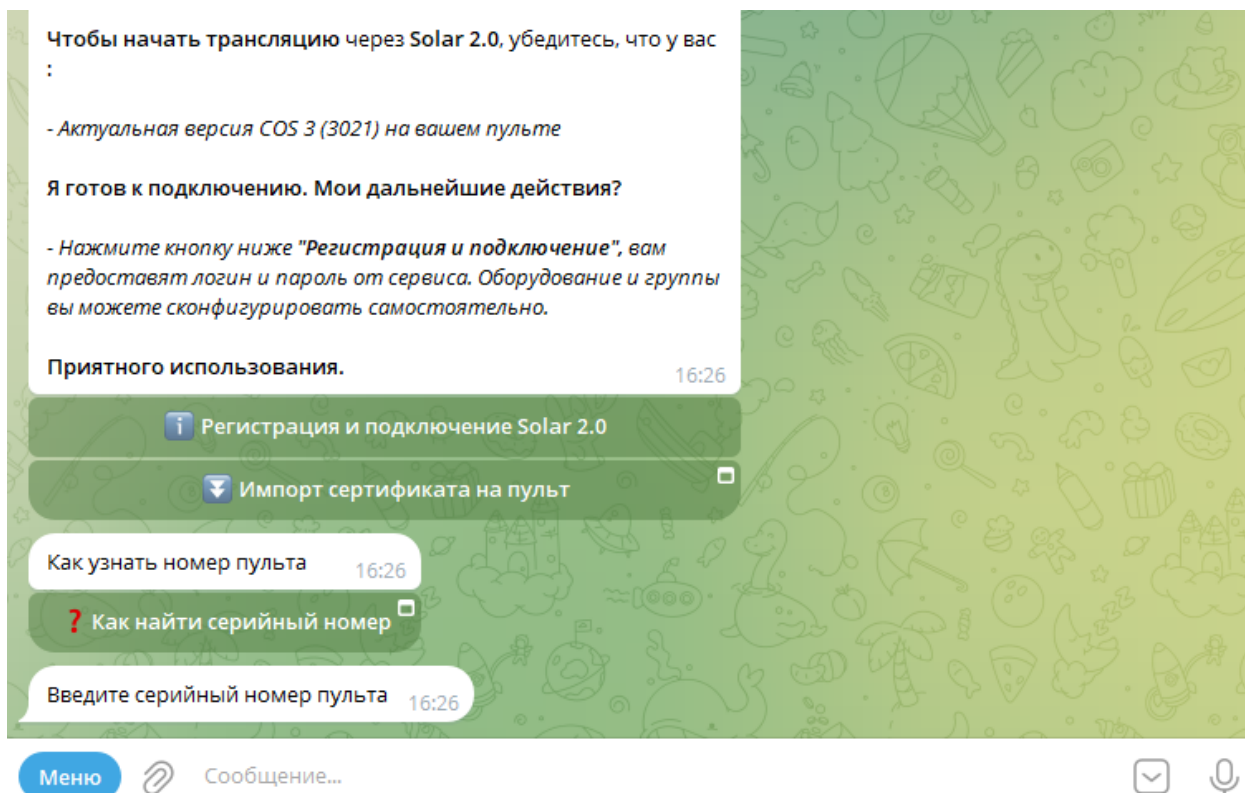 Чтобы начать трансляцию через Solar 2.0, убедитесь, что у вас
:
- Актуальная версия COS 3 (3021) на вашем пульте
Я готов к подключению. Мои дальнейшие действия?
- Нажмите кнопку ниже "Регистрация и подключение", вам
предоставят логин и пароль от сервиса. Оборудование и группы
вы можете сконфигурировать самостоятельно.
Приятного использования.
16:26
Регистрация и подключение Solar 2.0
Импорт сертификата на пульт
Как узнать номер пульта 16:26
❓ Как найти серийный номер
Введите серийный номер пульта 16:26
Меню Сообщение...